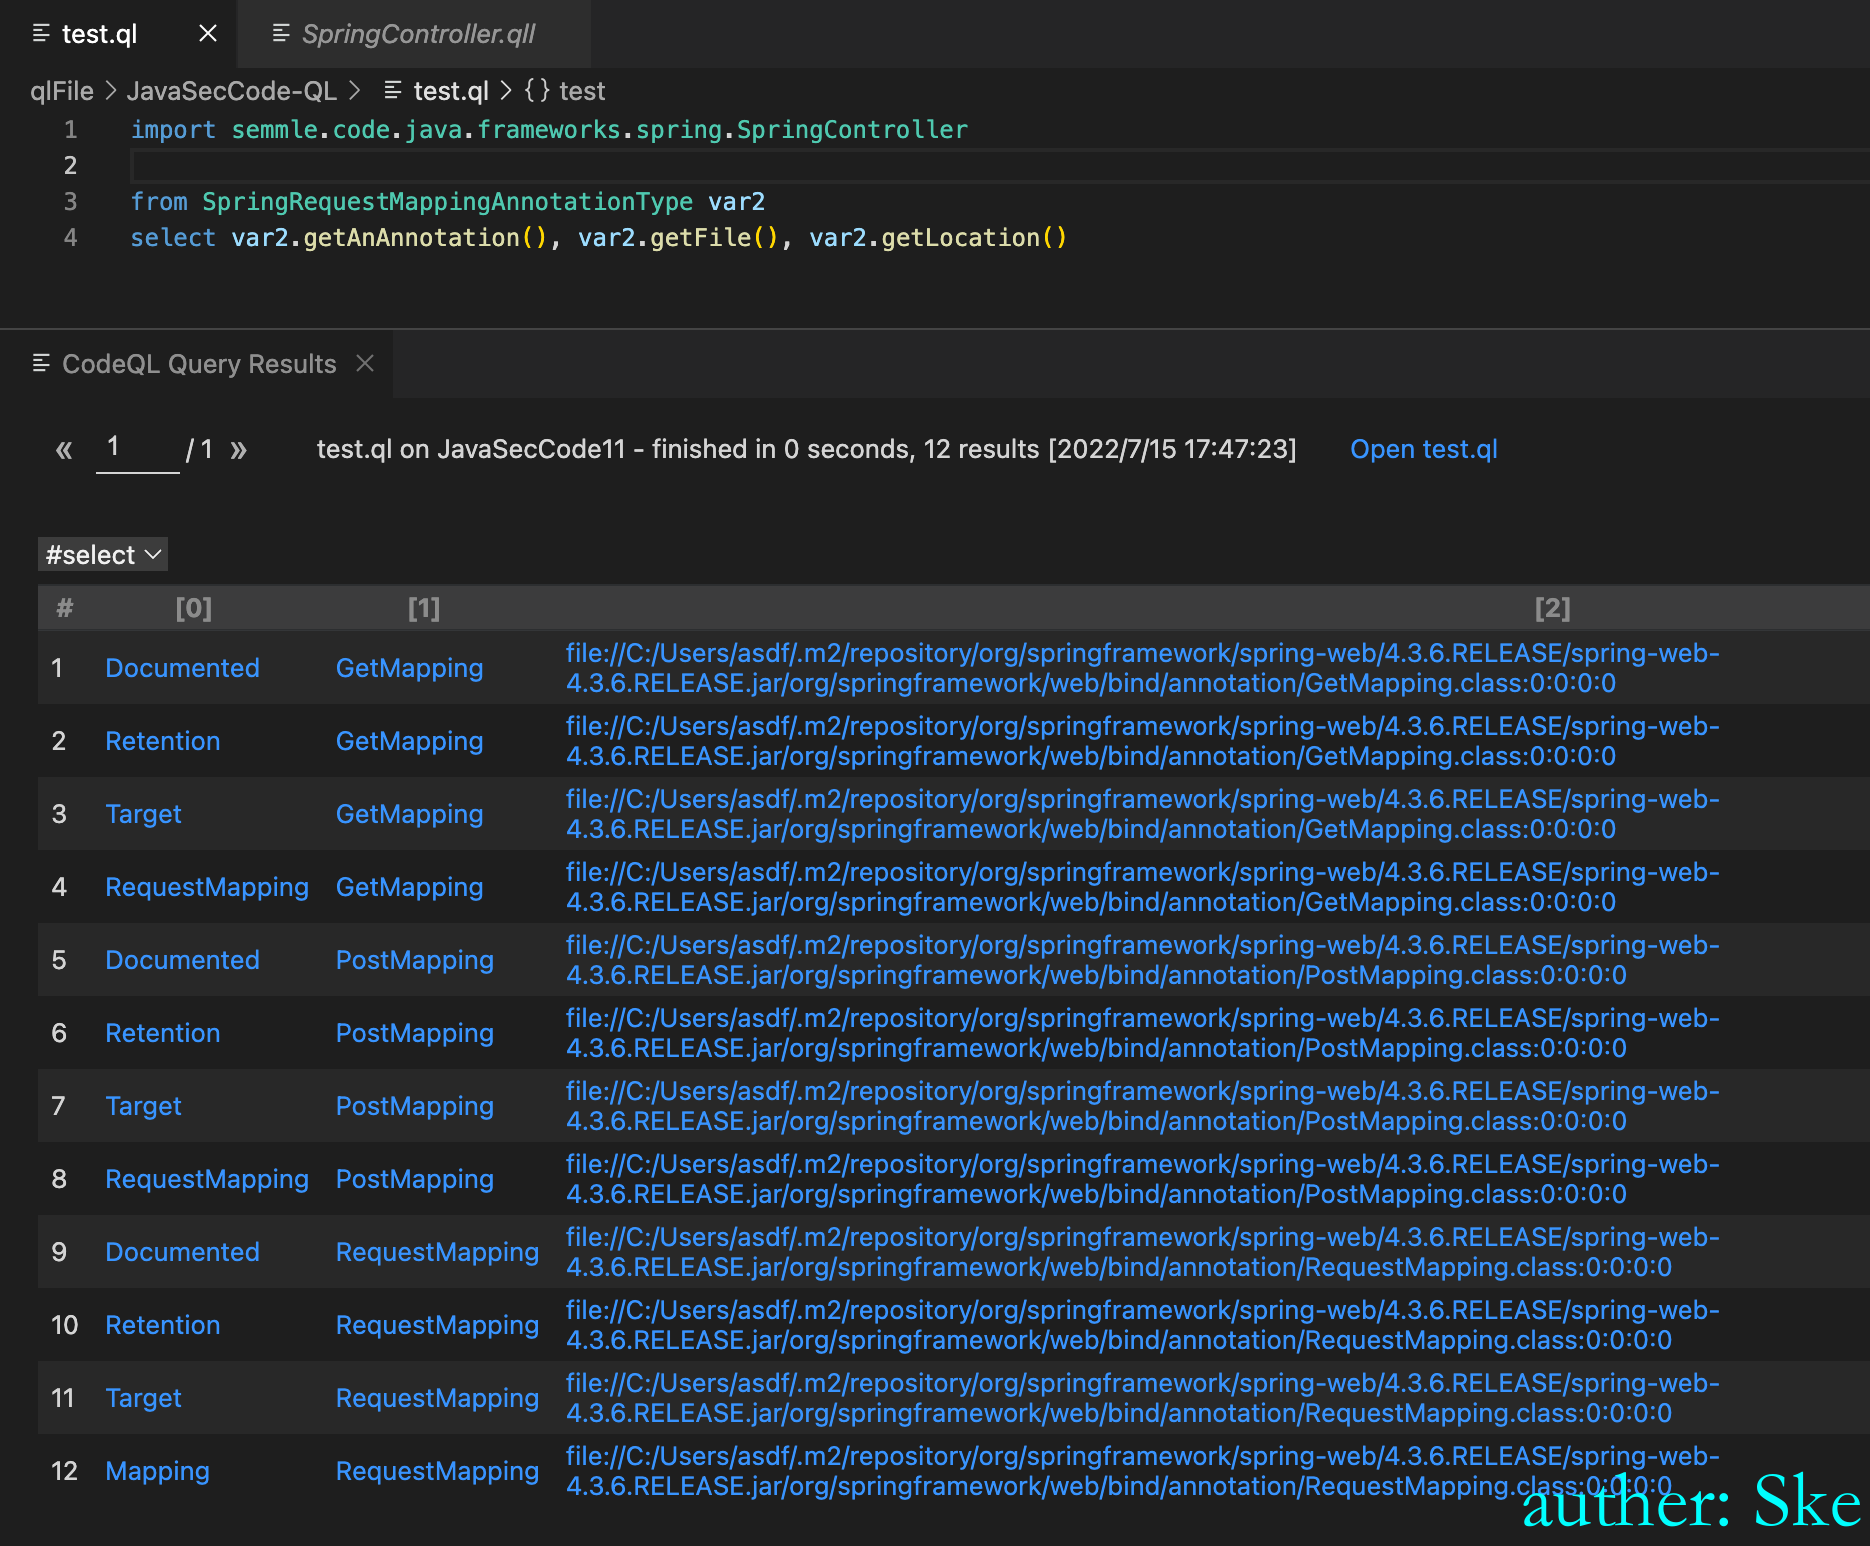 test.ql
SpringController.qll
qlFile > JavaSecCode-QL > test.ql > {} test
1 import semmle.code.java.frameworks.spring.SpringController
2
3 from SpringRequestMappingAnnotationType var2
4 select var2.getAnAnnotation(), var2.getFile(), var2.getLocation()
CodeQL Query Results
« 1 / 1 » test.ql on JavaSecCode11 - finished in 0 seconds, 12 results [2022/7/15 17:47:23] Open test.ql
#select
# [0] [1] [2]
1 Documented GetMapping file://C:/Users/asdf/.m2/repository/org/springframework/spring-web/4.3.6.RELEASE/spring-web-
4.3.6.RELEASE.jar/org/springframework/web/bind/annotation/GetMapping.class:0:0:0:0
2 Retention GetMapping file://C:/Users/asdf/.m2/repository/org/springframework/spring-web/4.3.6.RELEASE/spring-web-
4.3.6.RELEASE.jar/org/springframework/web/bind/annotation/GetMapping.class:0:0:0:0
3 Target GetMapping file://C:/Users/asdf/.m2/repository/org/springframework/spring-web/4.3.6.RELEASE/spring-web-
4.3.6.RELEASE.jar/org/springframework/web/bind/annotation/GetMapping.class:0:0:0:0
4 RequestMapping GetMapping file://C:/Users/asdf/.m2/repository/org/springframework/spring-web/4.3.6.RELEASE/spring-web-
4.3.6.RELEASE.jar/org/springframework/web/bind/annotation/GetMapping.class:0:0:0:0
5 Documented PostMapping file://C:/Users/asdf/.m2/repository/org/springframework/spring-web/4.3.6.RELEASE/spring-web-
4.3.6.RELEASE.jar/org/springframework/web/bind/annotation/PostMapping.class:0:0:0:0
6 Retention PostMapping file://C:/Users/asdf/.m2/repository/org/springframework/spring-web/4.3.6.RELEASE/spring-web-
4.3.6.RELEASE.jar/org/springframework/web/bind/annotation/PostMapping.class:0:0:0:0
7 Target PostMapping file://C:/Users/asdf/.m2/repository/org/springframework/spring-web/4.3.6.RELEASE/spring-web-
4.3.6.RELEASE.jar/org/springframework/web/bind/annotation/PostMapping.class:0:0:0:0
8 RequestMapping PostMapping file://C:/Users/asdf/.m2/repository/org/springframework/spring-web/4.3.6.RELEASE/spring-web-
4.3.6.RELEASE.jar/org/springframework/web/bind/annotation/PostMapping.class:0:0:0:0
9 Documented RequestMapping file://C:/Users/asdf/.m2/repository/org/springframework/spring-web/4.3.6.RELEASE/spring-web-
4.3.6.RELEASE.jar/org/springframework/web/bind/annotation/RequestMapping.class:0:0:0:0
10 Retention RequestMapping file://C:/Users/asdf/.m2/repository/org/springframework/spring-web/4.3.6.RELEASE/spring-web-
4.3.6.RELEASE.jar/org/springframework/web/bind/annotation/RequestMapping.class:0:0:0:0
11 Target RequestMapping file://C:/Users/asdf/.m2/repository/org/springframework/spring-web/4.3.6.RELEASE/spring-web-
4.3.6.RELEASE.jar/org/springframework/web/bind/annotation/RequestMapping.class:0:0:0:0
12 Mapping RequestMapping file://C:/Users/asdf/.m2/repository/org/springframework/spring-web/4.3.6.RELEASE/spring-web-
4.3.6.RELEASE.jar/org/springframework/web/bind/annotation/RequestMapping.class:0:0:0:0
auther: Ske